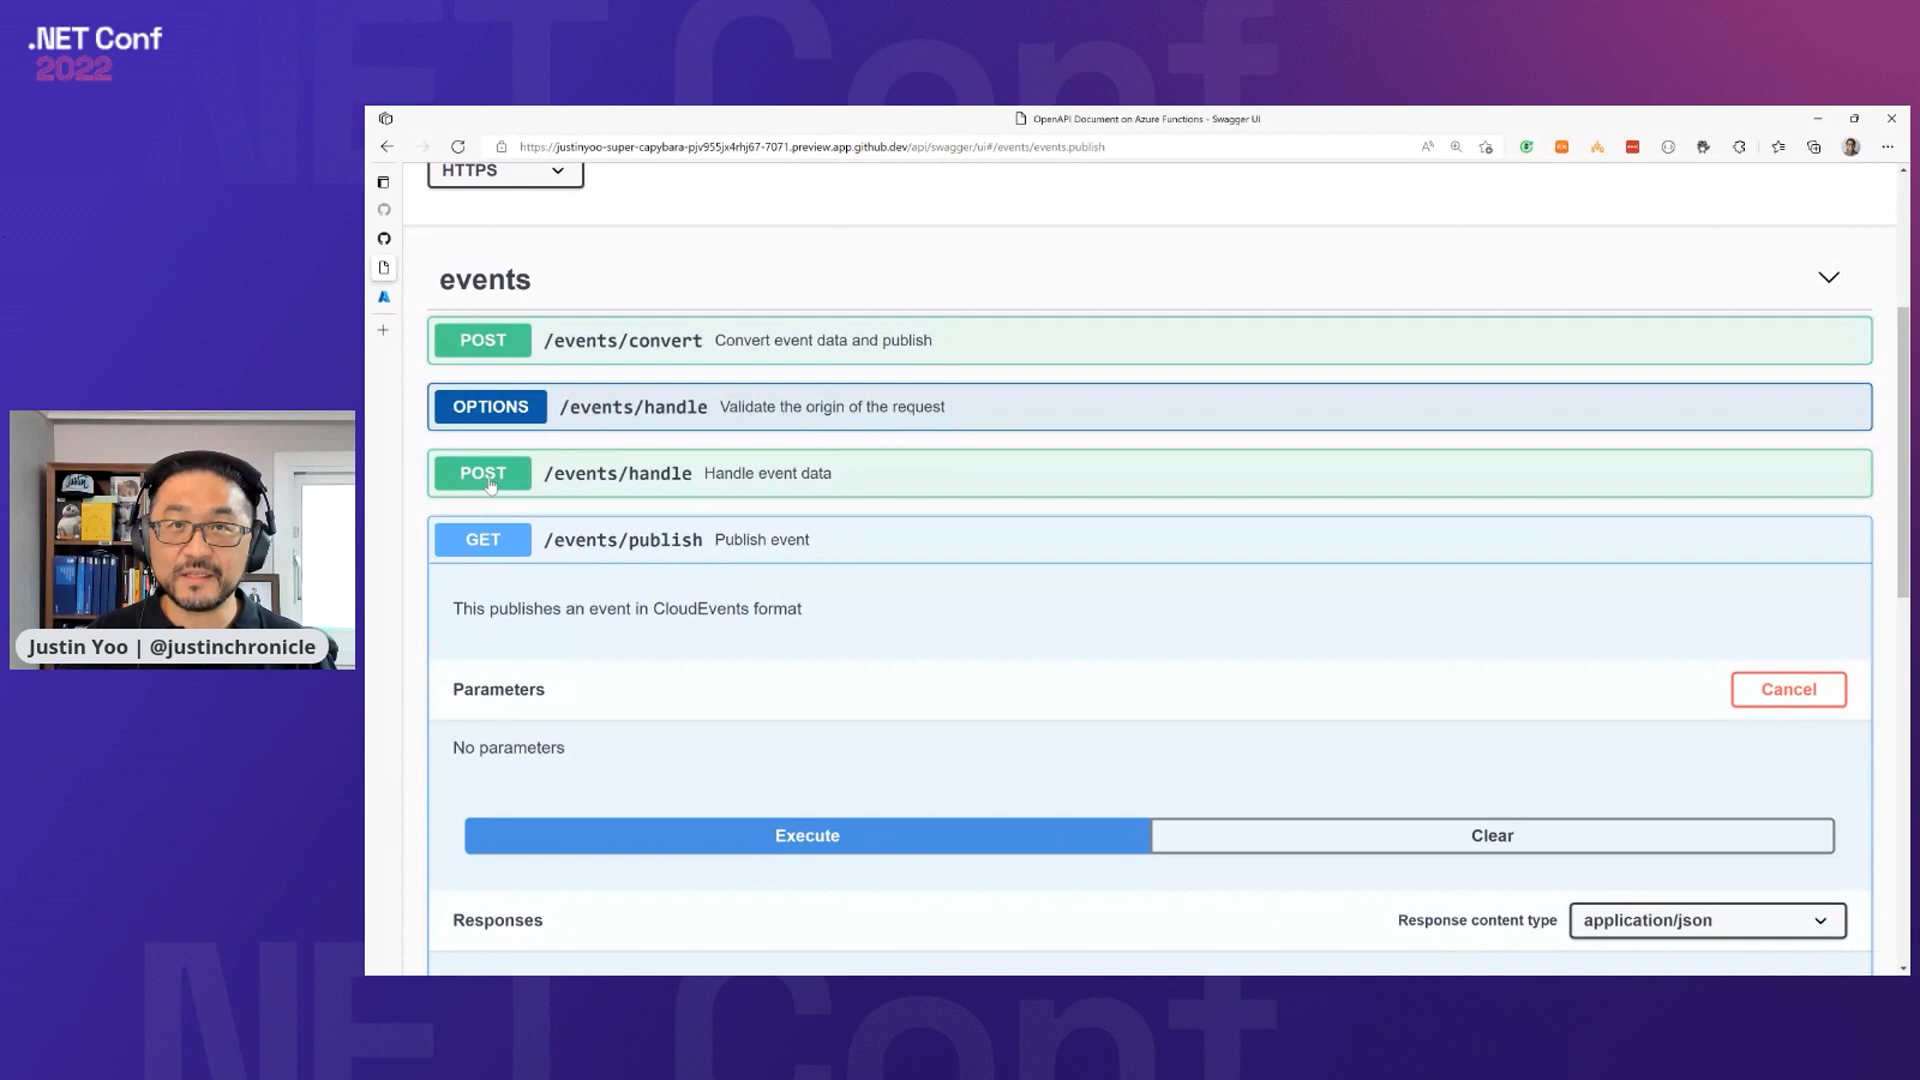 .NET Conf
2022
OpenAPI Document on Azure Functions - Swagger UI
https://justinyoo-super-capybara-pjv955jx4rhj67-7071.preview.app.github.dev/api/swagger/ui#/events/events.publish
HTTPS
events
POST /events/convert Convert event data and publish
OPTIONS /events/handle Validate the origin of the request
POST /events/handle Handle event data
GET /events/publish Publish event
This publishes an event in CloudEvents format
Parameters Cancel
No parameters
Execute Clear
Responses Response content type application/json
Justin Yoo | @justinchronicle